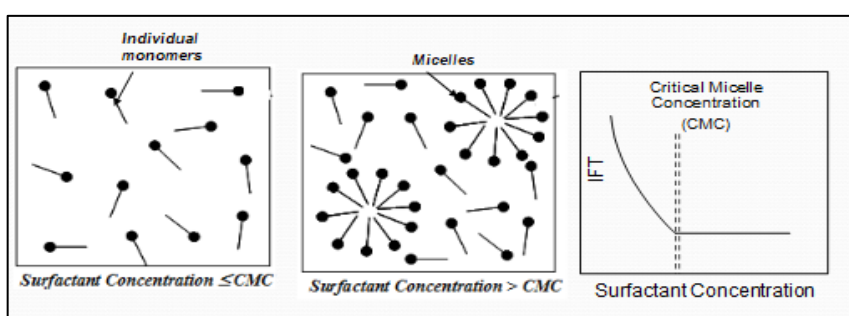 Individual
monomers
Surfactant Concentration ≤CMC
Micelles
Surfactant Concentration > CMC
Critical Micelle
Concentration
(CMC)
IFT
Surfactant Concentration